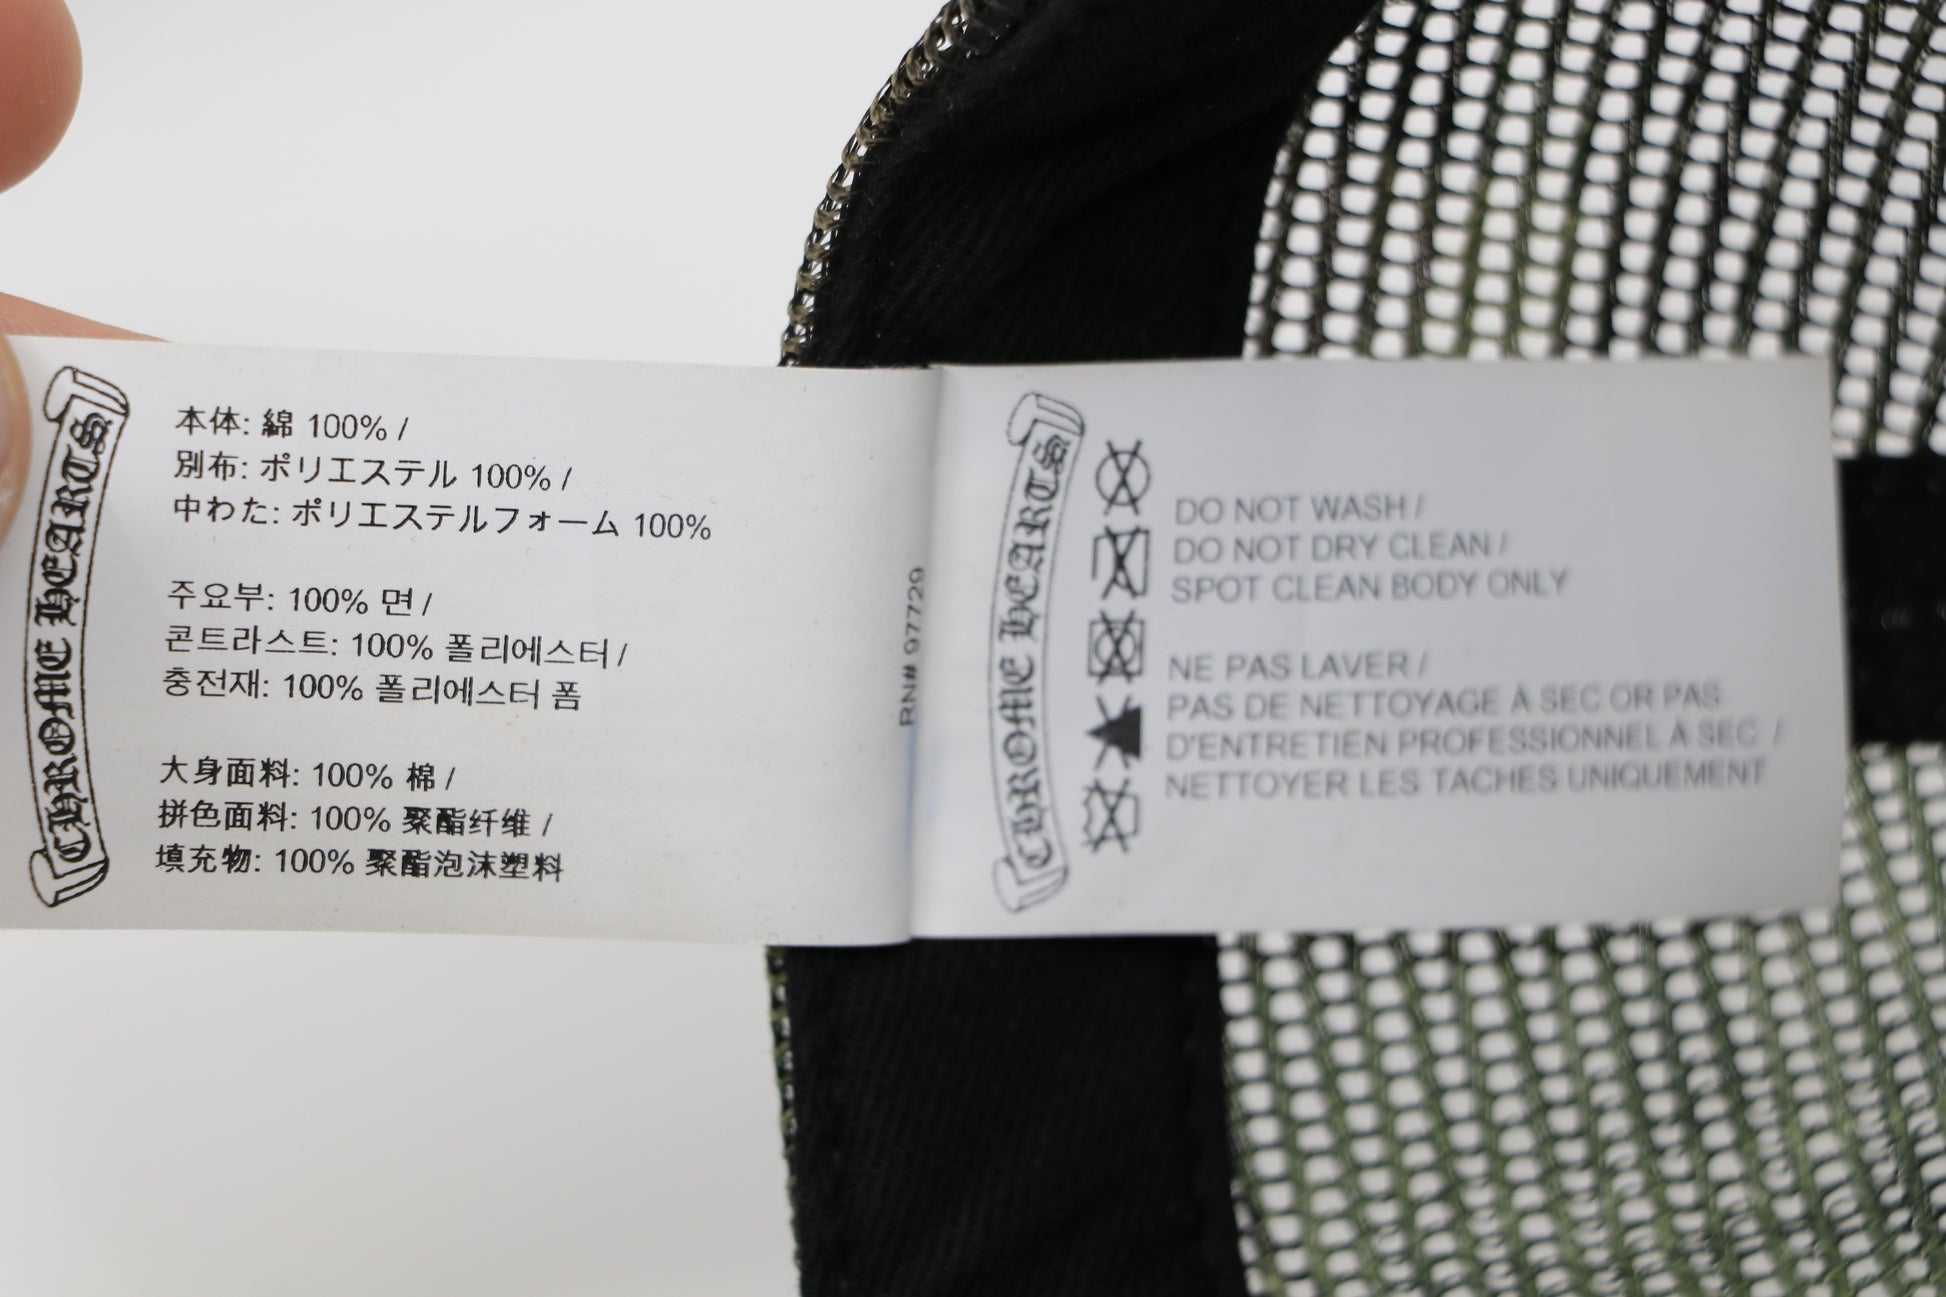 CHROME HEARTS
本体: 綿 100% /
別布: ポリエステル 100% /
中わた: ポリエステルフォーム 100%
주요부: 100% 면 /
콘트라스트: 100% 폴리에스터 /
충전재: 100% 폴리에스터 폼
大身面料: 100% 棉 /
拼色面料: 100% 聚酯纤维 /
填充物: 100% 聚酯泡沫塑料
RN# 97729
CHROME HEARTS
DO NOT WASH /
DO NOT DRY CLEAN /
SPOT CLEAN BODY ONLY
NE PAS LAVER /
PAS DE NETTOYAGE À SEC OR PAS
D'ENTRETIEN PROFESSIONNEL À SEC /
NETTOYER LES TACHES UNIQUEMENT